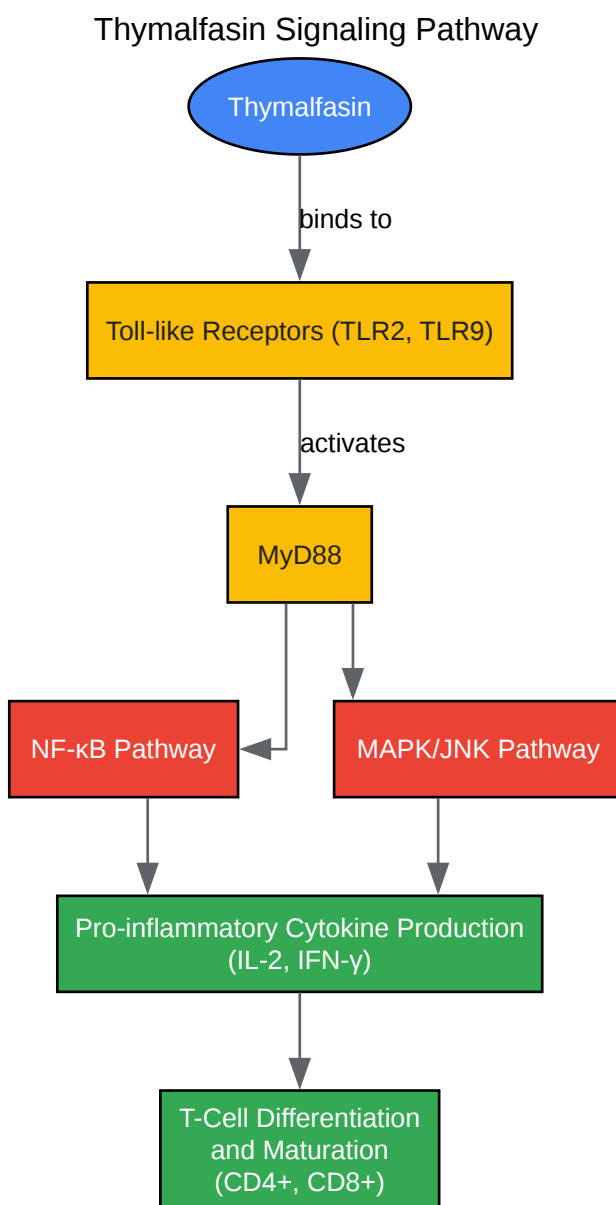 Thymalfasin Signaling Pathway
Thymalfasin
binds to
Toll-like Receptors (TLR2, TLR9)
activates
MyD88
NF-κB Pathway
MAPK/JNK Pathway
Pro-inflammatory Cytokine Production
(IL-2, IFN-γ)
T-Cell Differentiation
and Maturation
(CD4+, CD8+)